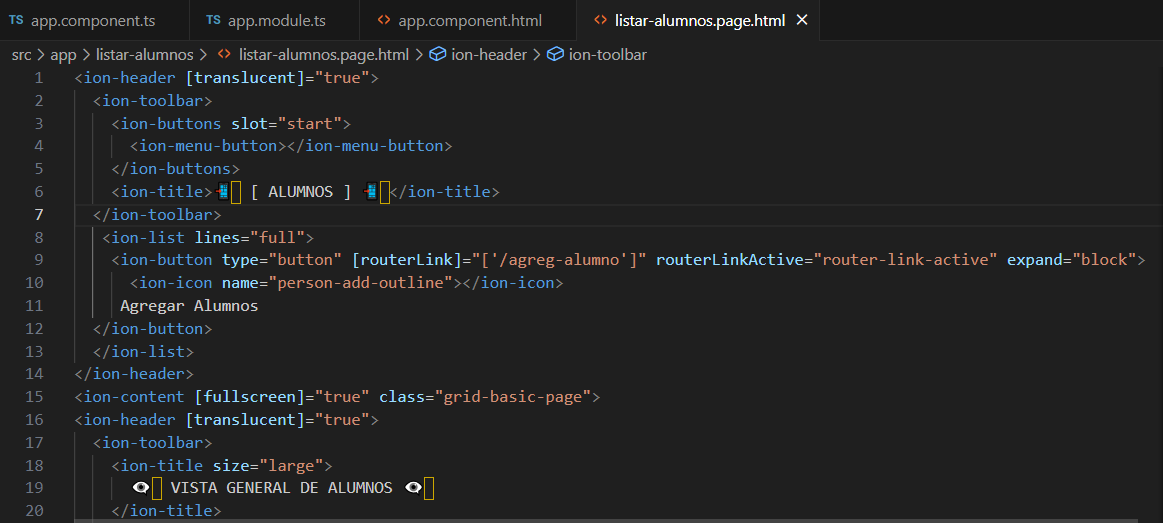 TS app.component.ts TS app.module.ts <> app.component.html <> listar-alumnos.page.html ×
src > app > listar-alumnos > <> listar-alumnos.page.html > ion-header > ion-toolbar
1 <ion-header [translucent]="true">
2 <ion-toolbar>
3 <ion-buttons slot="start">
4 <ion-menu-button></ion-menu-button>
5 </ion-buttons>
6 <ion-title>📲 [ ALUMNOS ] 📲</ion-title>
7 </ion-toolbar>
8 <ion-list lines="full">
9 <ion-button type="button" [routerLink]="['/agreg-alumno']" routerLinkActive="router-link-active" expand="block">
10 <ion-icon name="person-add-outline"></ion-icon>
11 Agregar Alumnos
12 </ion-button>
13 </ion-list>
14 </ion-header>
15 <ion-content [fullscreen]="true" class="grid-basic-page">
16 <ion-header [translucent]="true">
17 <ion-toolbar>
18 <ion-title size="large">
19 👁 VISTA GENERAL DE ALUMNOS 👁
20 </ion-title>